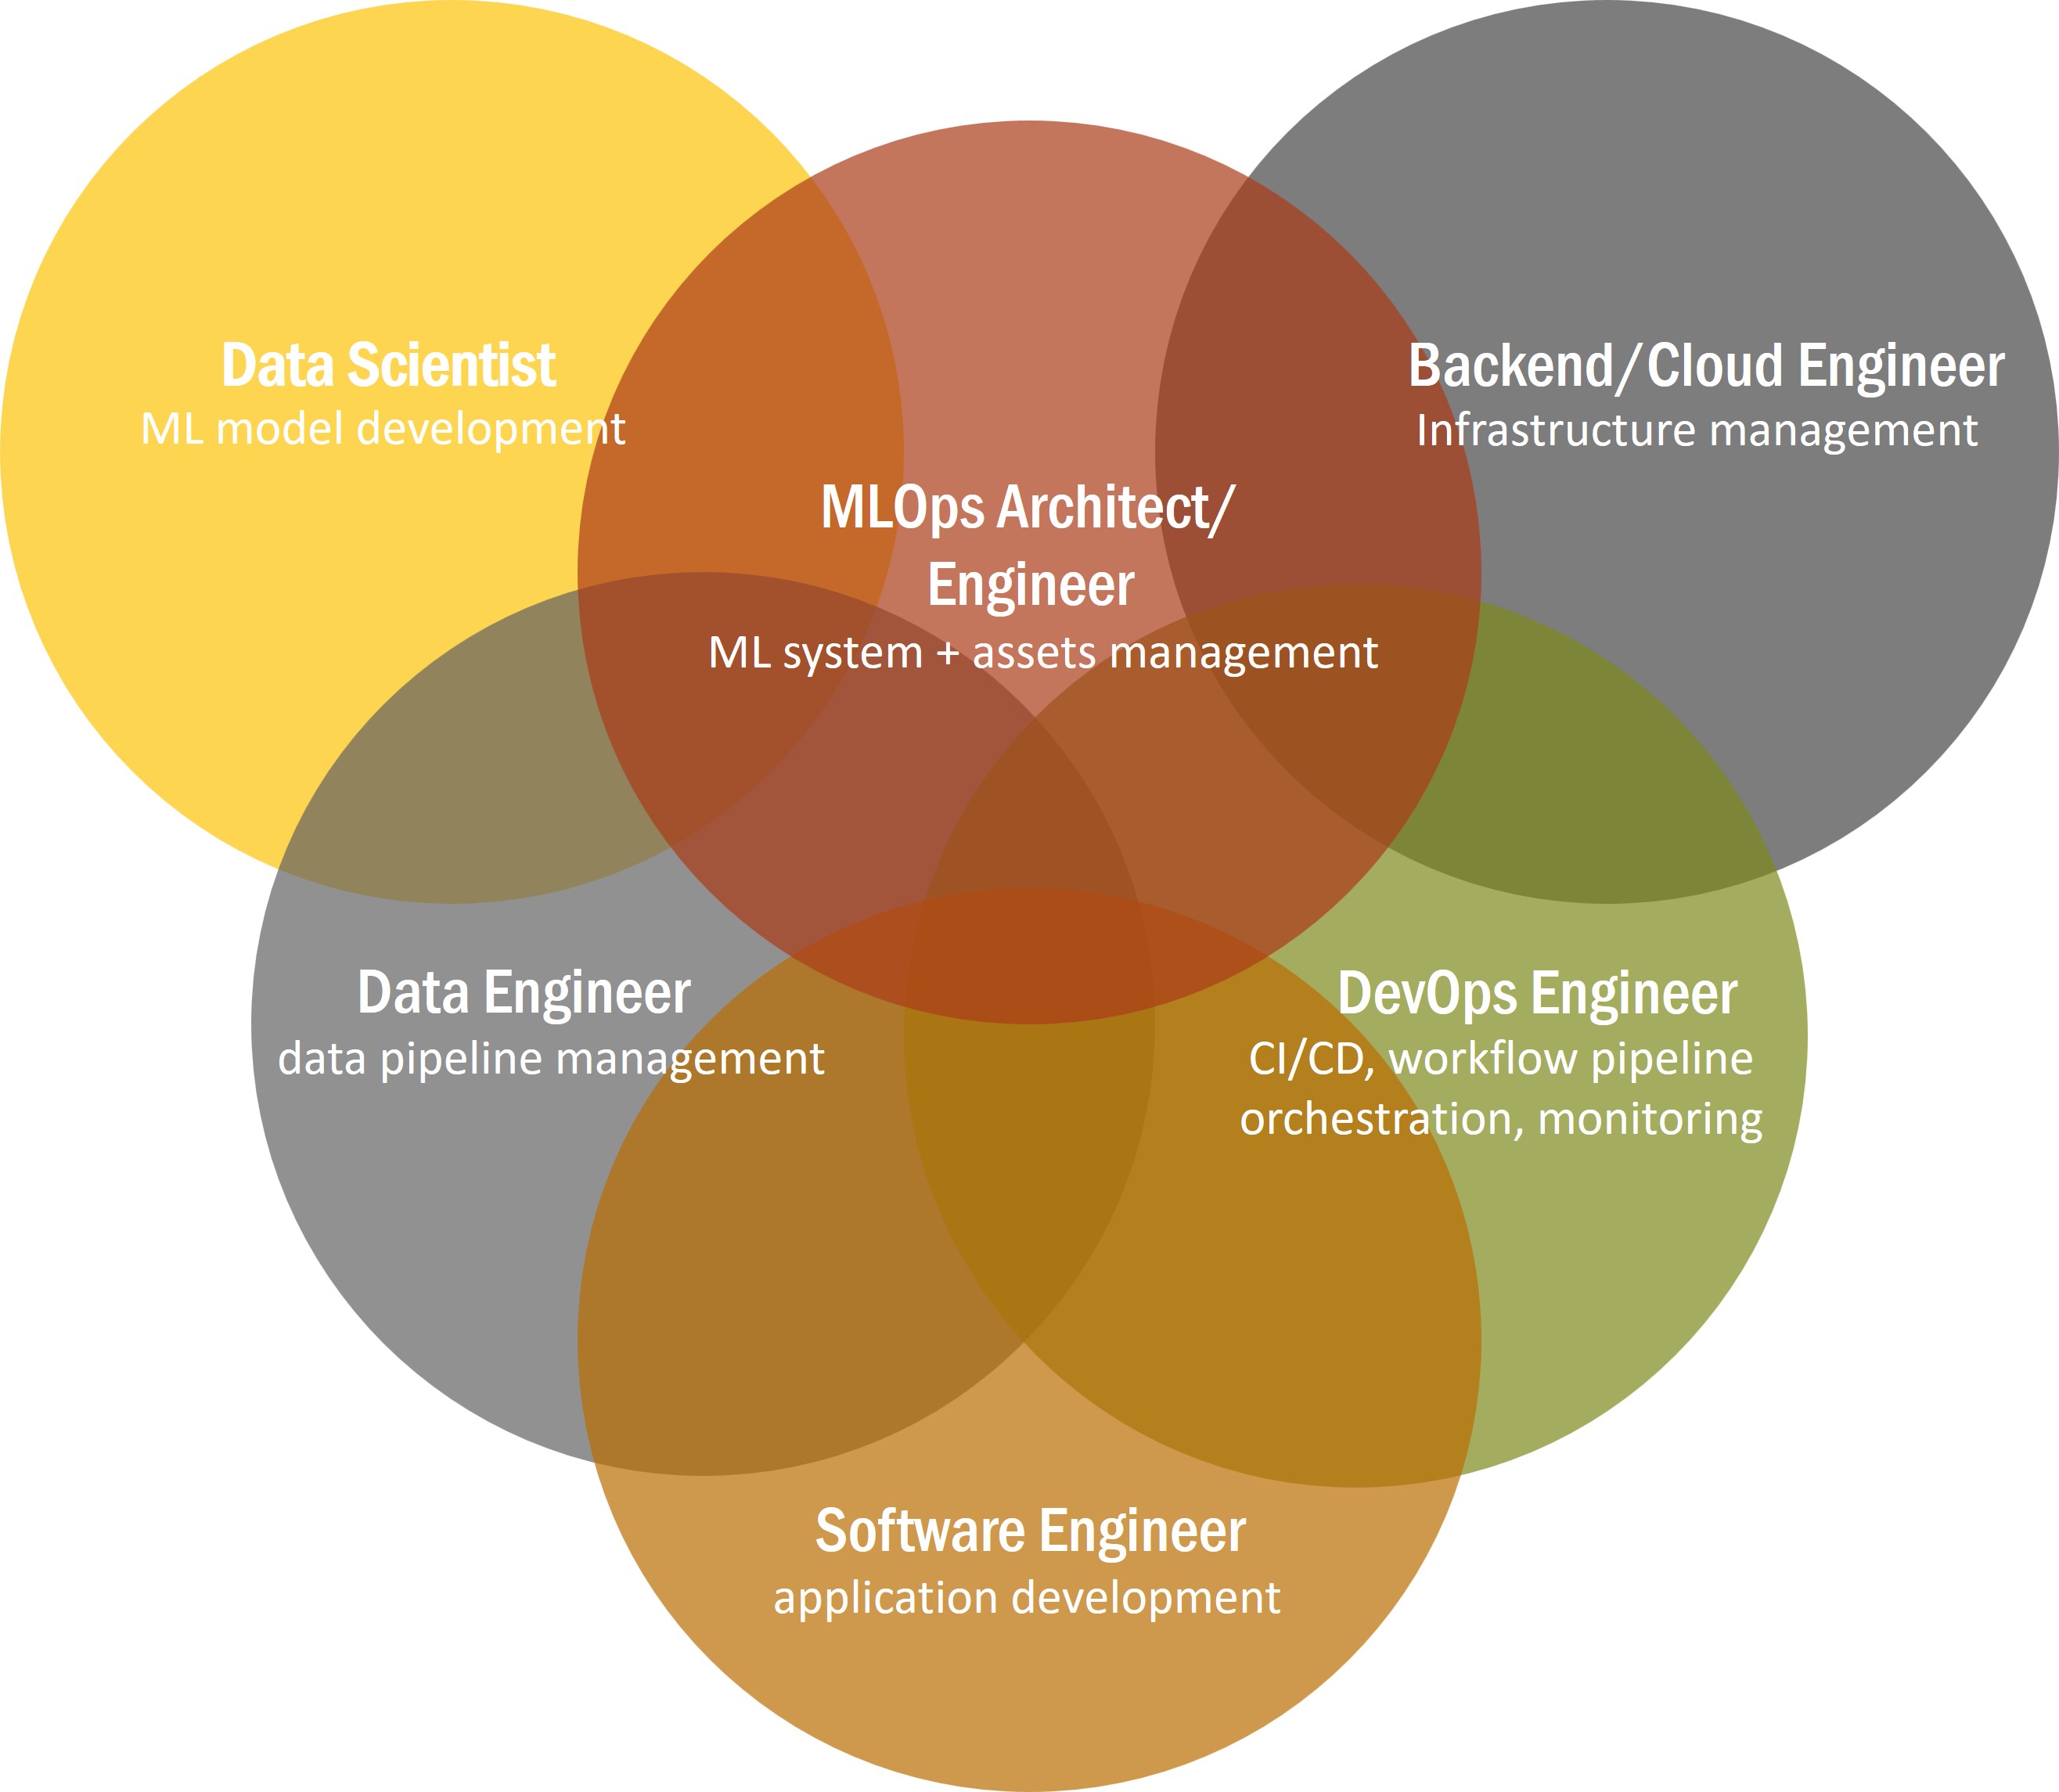 Data Scientist
ML model development
Backend/Cloud Engineer
Infrastructure management
MLOps Architect/
Engineer
ML system + assets management
Data Engineer
data pipeline management
DevOps Engineer
CI/CD, workflow pipeline
orchestration, monitoring
Software Engineer
application development